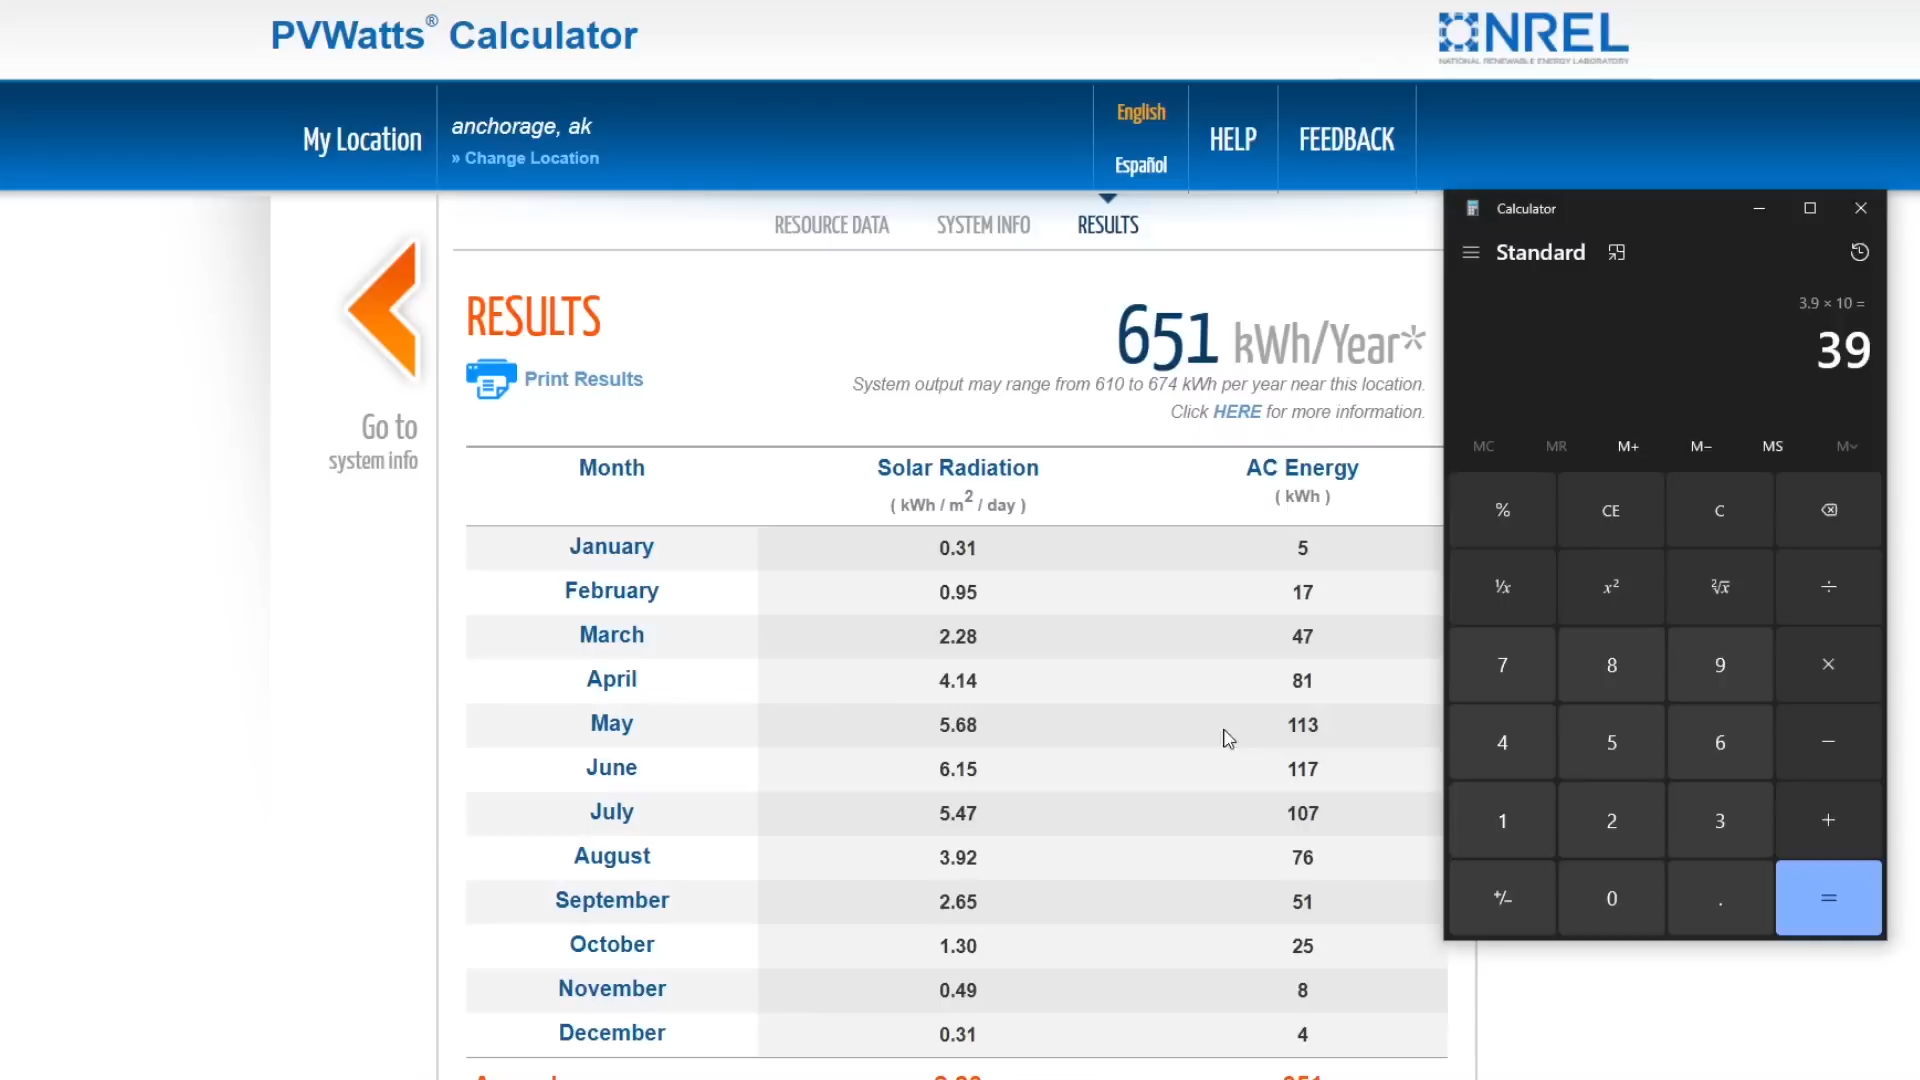 PVWatts® Calculator
NREL
NATIONAL RENEWABLE ENERGY LABORATORY
My Location
anchorage, ak
» Change Location
English
Español
HELP
FEEDBACK
RESOURCE DATA
SYSTEM INFO
RESULTS
Go to
system info
RESULTS
Print Results
651 kWh/Year*
System output may range from 610 to 674 kWh per year near this location.
Click HERE for more information.
Month Solar Radiation AC Energy
( kWh / m2 / day ) ( kWh )
January 0.31 5
February 0.95 17
March 2.28 47
April 4.14 81
May 5.68 113
June 6.15 117
July 5.47 107
August 3.92 76
September 2.65 51
October 1.30 25
November 0.49 8
December 0.31 4
Calculator
Standard
3.9 × 10 =
39
MC MR M+ M− MS M˅
% CE C
⅟x x² ²√x ÷
7 8 9 ×
4 5 6 −
1 2 3 +
+/− 0 . =